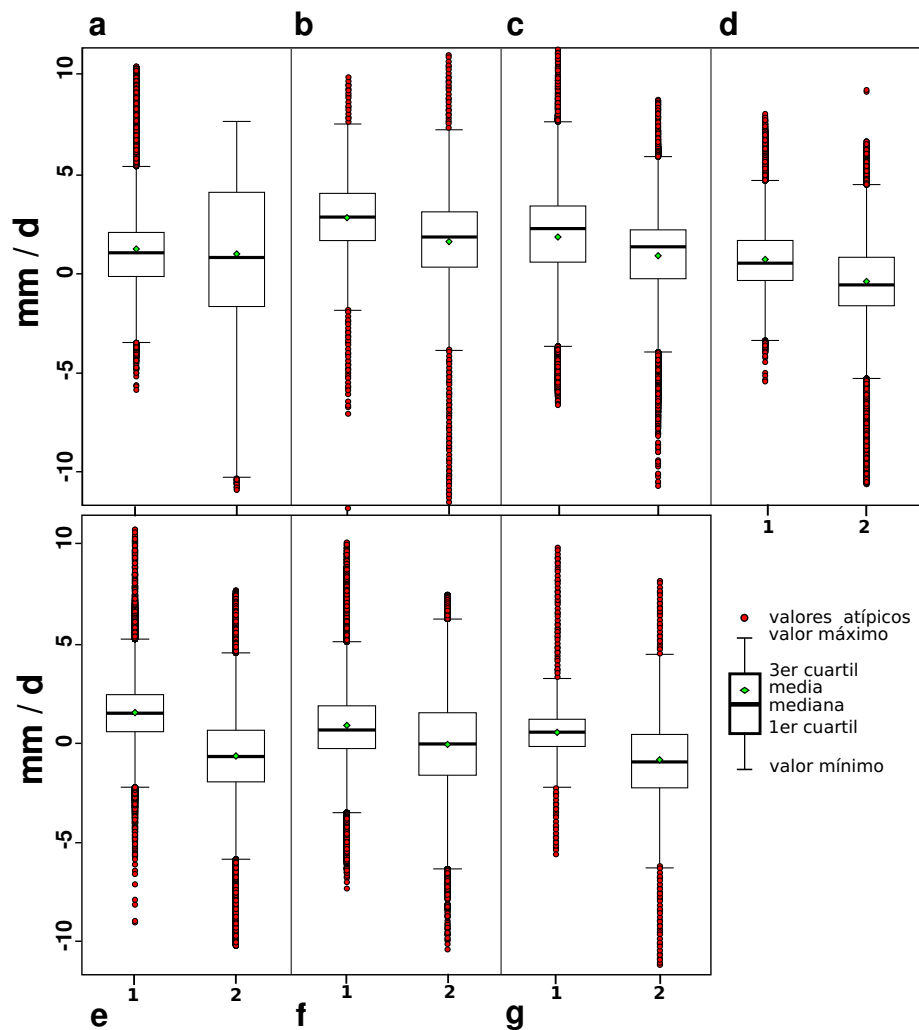 a b c d
mm / d
10
5
0
-5
-10
1 2
mm / d
10
5
0
-5
-10
valores atípicos
valor máximo
3er cuartil
media
mediana
1er cuartil
valor mínimo
1 2 1 2 1 2
e f g